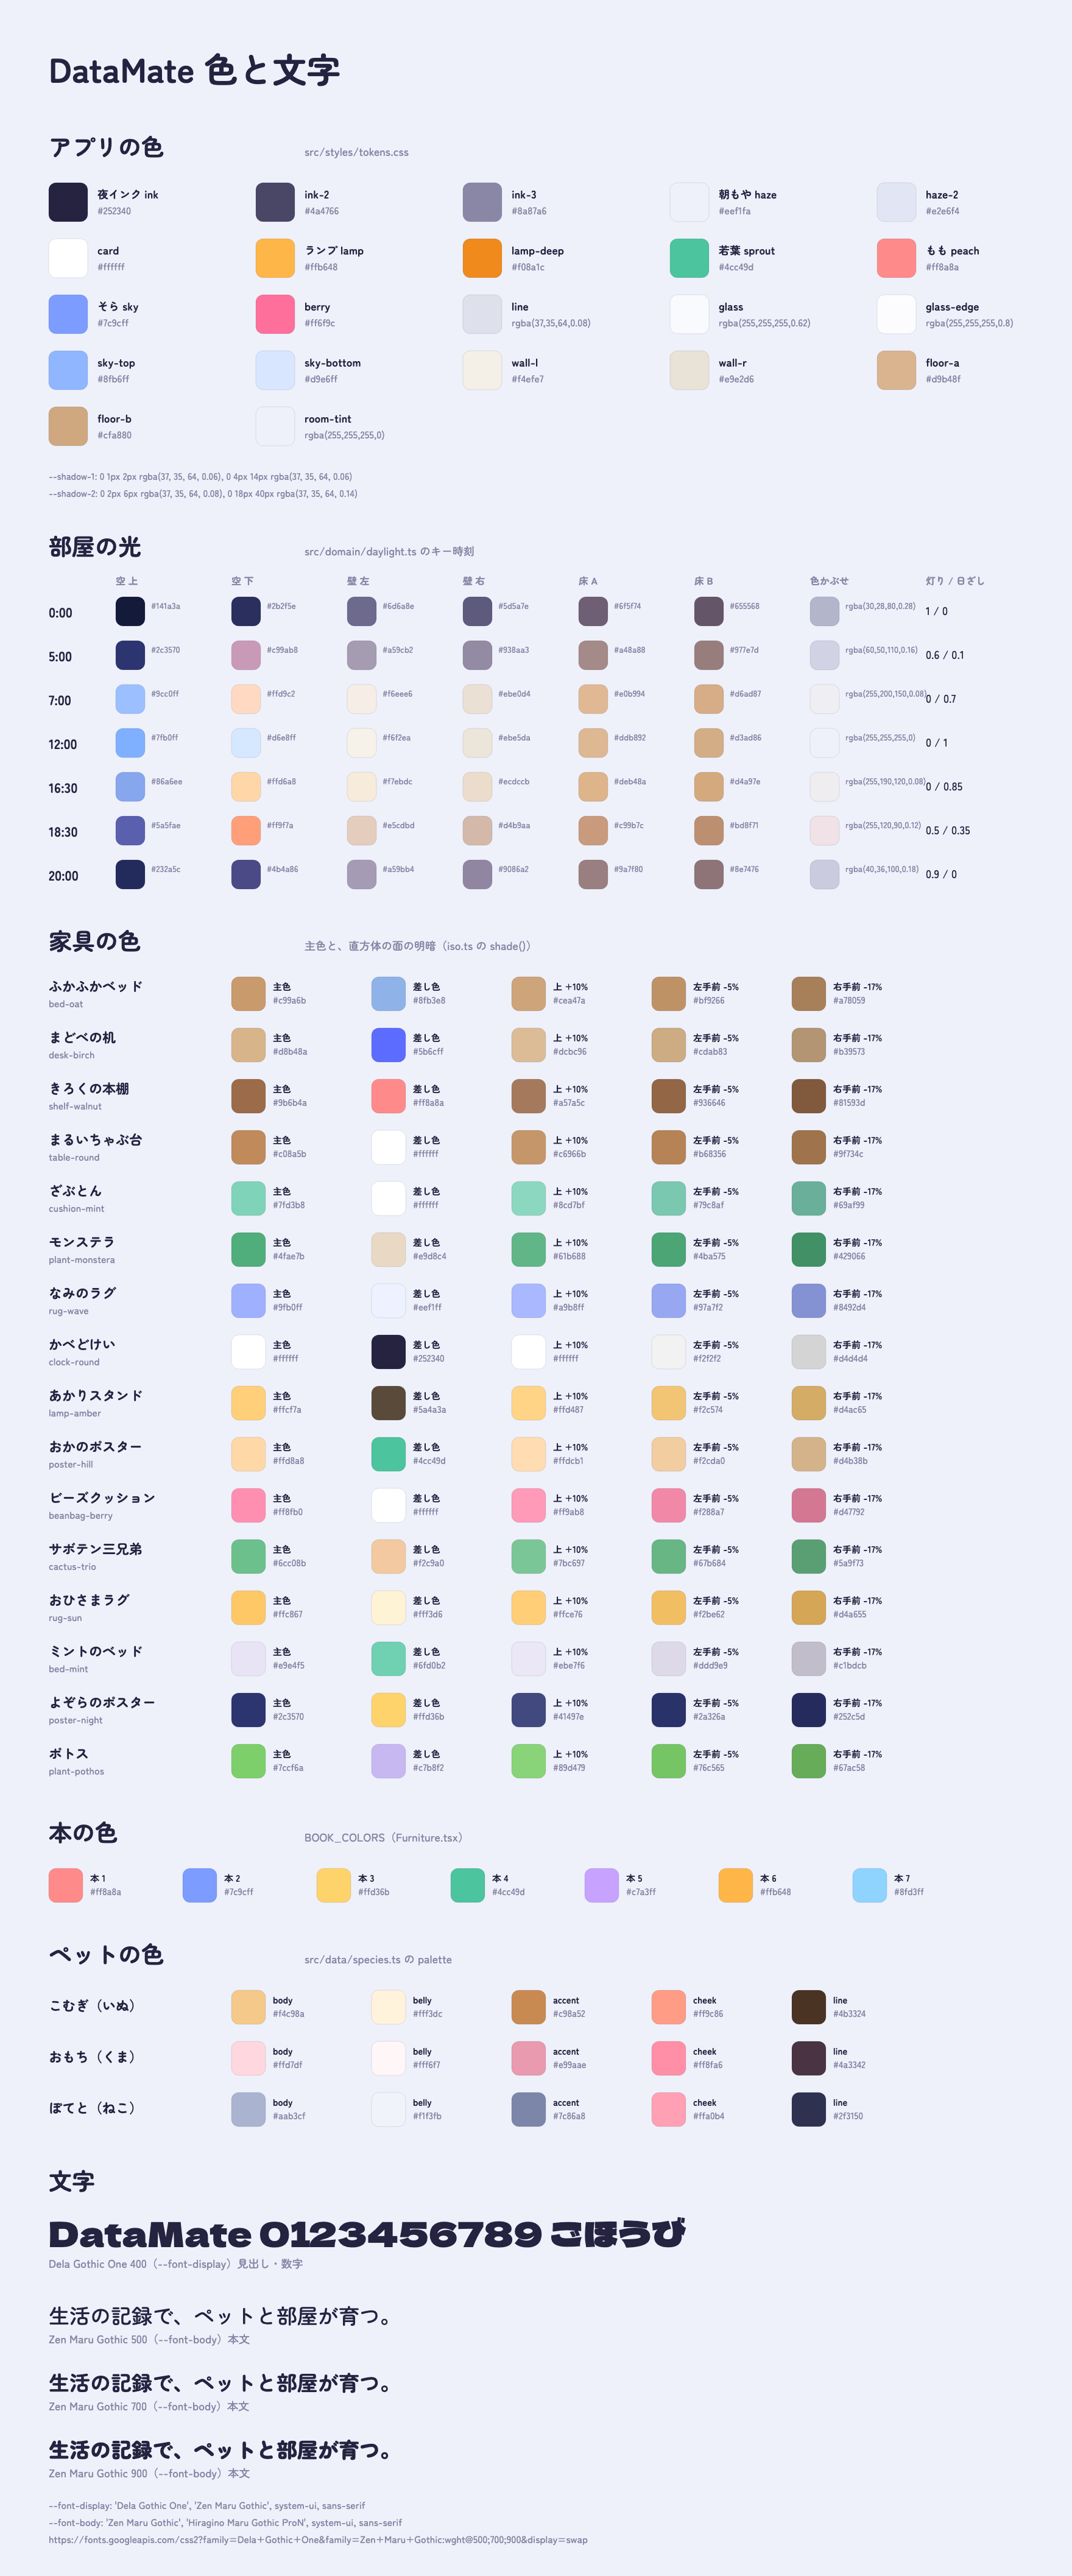 DataMate 色と文字
アプリの色 src/styles/tokens.css
夜インク ink ink-2 ink-3 朝もや haze haze-2
#252340 #4a4766 #8a87a6 #eef1fa #e2e6f4
card ランプ lamp lamp-deep 若葉 sprout もも peach
#ffffff #ffb648 #f08a1c #4cc49d #ff8a8a
そら sky berry line glass glass-edge
#7c9cff #ff6f9c rgba(37,35,64,0.08) rgba(255,255,255,0.62) rgba(255,255,255,0.8)
sky-top sky-bottom wall-l wall-r floor-a
#8fb6ff #d9e6ff #f4efe7 #e9e2d6 #d9b48f
floor-b room-tint
#cfa880 rgba(255,255,255,0)
--shadow-1: 0 1px 2px rgba(37, 35, 64, 0.06), 0 4px 14px rgba(37, 35, 64, 0.06)
--shadow-2: 0 2px 6px rgba(37, 35, 64, 0.08), 0 18px 40px rgba(37, 35, 64, 0.14)
部屋の光 src/domain/daylight.ts のキー時刻
空 上 空 下 壁 左 壁 右 床 A 床 B 色かぶせ 灯り / 日ざし
0:00 #141a3a #2b2f5e #6d6a8e #5d5a7e #6f5f74 #655568 rgba(30,28,80,0.28) 1 / 0
5:00 #2c3570 #c99ab8 #a59cb2 #938aa3 #a48a88 #977e7d rgba(60,50,110,0.16) 0.6 / 0.1
7:00 #9cc0ff #ffd9c2 #f6eee6 #ebe0d4 #e0b994 #d6ad87 rgba(255,200,150,0.08) 0 / 0.7
12:00 #7fb0ff #d6e8ff #f6f2ea #ebe5da #ddb892 #d3ad86 rgba(255,255,255,0) 0 / 1
16:30 #86a6ee #ffd6a8 #f7ebdc #ecdccb #deb48a #d4a97e rgba(255,190,120,0.08) 0 / 0.85
18:30 #5a5fae #ff9f7a #e5cdbd #d4b9aa #c99b7c #bd8f71 rgba(255,120,90,0.12) 0.5 / 0.35
20:00 #232a5c #4b4a86 #a59bb4 #9086a2 #9a7f80 #8e7476 rgba(40,36,100,0.18) 0.9 / 0
家具の色 主色と、直方体の面の明暗（iso.ts の shade()）
ふかふかベッド 主色 差し色 上 +10% 左手前 -5% 右手前 -17%
bed-oat #c99a6b #8fb3e8 #cea47a #bf9266 #a78059
まどべの机 主色 差し色 上 +10% 左手前 -5% 右手前 -17%
desk-birch #d8b48a #5b6cff #dcbc96 #cdab83 #b39573
きろくの本棚 主色 差し色 上 +10% 左手前 -5% 右手前 -17%
shelf-walnut #9b6b4a #ff8a8a #a57a5c #936646 #81593d
まるいちゃぶ台 主色 差し色 上 +10% 左手前 -5% 右手前 -17%
table-round #c08a5b #ffffff #c6966b #b68356 #9f734c
ざぶとん 主色 差し色 上 +10% 左手前 -5% 右手前 -17%
cushion-mint #7fd3b8 #ffffff #8cd7bf #79c8af #69af99
モンステラ 主色 差し色 上 +10% 左手前 -5% 右手前 -17%
plant-monstera #4fae7b #e9d8c4 #61b688 #4ba575 #429066
なみのラグ 主色 差し色 上 +10% 左手前 -5% 右手前 -17%
rug-wave #9fb0ff #eef1ff #a9b8ff #97a7f2 #8492d4
かべどけい 主色 差し色 上 +10% 左手前 -5% 右手前 -17%
clock-round #ffffff #252340 #ffffff #f2f2f2 #d4d4d4
あかりスタンド 主色 差し色 上 +10% 左手前 -5% 右手前 -17%
lamp-amber #ffcf7a #5a4a3a #ffd487 #f2c574 #d4ac65
おかのポスター 主色 差し色 上 +10% 左手前 -5% 右手前 -17%
poster-hill #ffd8a8 #4cc49d #ffdcb1 #f2cda0 #d4b38b
ビーズクッション 主色 差し色 上 +10% 左手前 -5% 右手前 -17%
beanbag-berry #ff8fb0 #ffffff #ff9ab8 #f288a7 #d47792
サボテン三兄弟 主色 差し色 上 +10% 左手前 -5% 右手前 -17%
cactus-trio #6cc08b #f2c9a0 #7bc697 #67b684 #5a9f73
おひさまラグ 主色 差し色 上 +10% 左手前 -5% 右手前 -17%
rug-sun #ffc867 #fff3d6 #ffce76 #f2be62 #d4a655
ミントのベッド 主色 差し色 上 +10% 左手前 -5% 右手前 -17%
bed-mint #e9e4f5 #6fd0b2 #ebe7f6 #ddd9e9 #c1bdcb
よぞらのポスター 主色 差し色 上 +10% 左手前 -5% 右手前 -17%
poster-night #2c3570 #ffd36b #41497e #2a326a #252c5d
ポトス 主色 差し色 上 +10% 左手前 -5% 右手前 -17%
plant-pothos #7ccf6a #c7b8f2 #89d479 #76c565 #67ac58
本の色 BOOK_COLORS（Furniture.tsx）
本 1 本 2 本 3 本 4 本 5 本 6 本 7
#ff8a8a #7c9cff #ffd36b #4cc49d #c7a3ff #ffb648 #8fd3ff
ペットの色 src/data/species.ts の palette
こむぎ（いぬ） body belly accent cheek line
#f4c98a #fff3dc #c98a52 #ff9c86 #4b3324
おもち（くま） body belly accent cheek line
#ffd7df #fff6f7 #e99aae #ff8fa6 #4a3342
ぽてと（ねこ） body belly accent cheek line
#aab3cf #f1f3fb #7c86a8 #ffa0b4 #2f3150
文字
DataMate 0123456789 ごほうび
Dela Gothic One 400（--font-display）見出し・数字
生活の記録で、ペットと部屋が育つ。
Zen Maru Gothic 500（--font-body）本文
生活の記録で、ペットと部屋が育つ。
Zen Maru Gothic 700（--font-body）本文
生活の記録で、ペットと部屋が育つ。
Zen Maru Gothic 900（--font-body）本文
--font-display: 'Dela Gothic One', 'Zen Maru Gothic', system-ui, sans-serif
--font-body: 'Zen Maru Gothic', 'Hiragino Maru Gothic ProN', system-ui, sans-serif
https://fonts.googleapis.com/css2?family=Dela+Gothic+One&family=Zen+Maru+Gothic:wght@500;700;900&display=swap